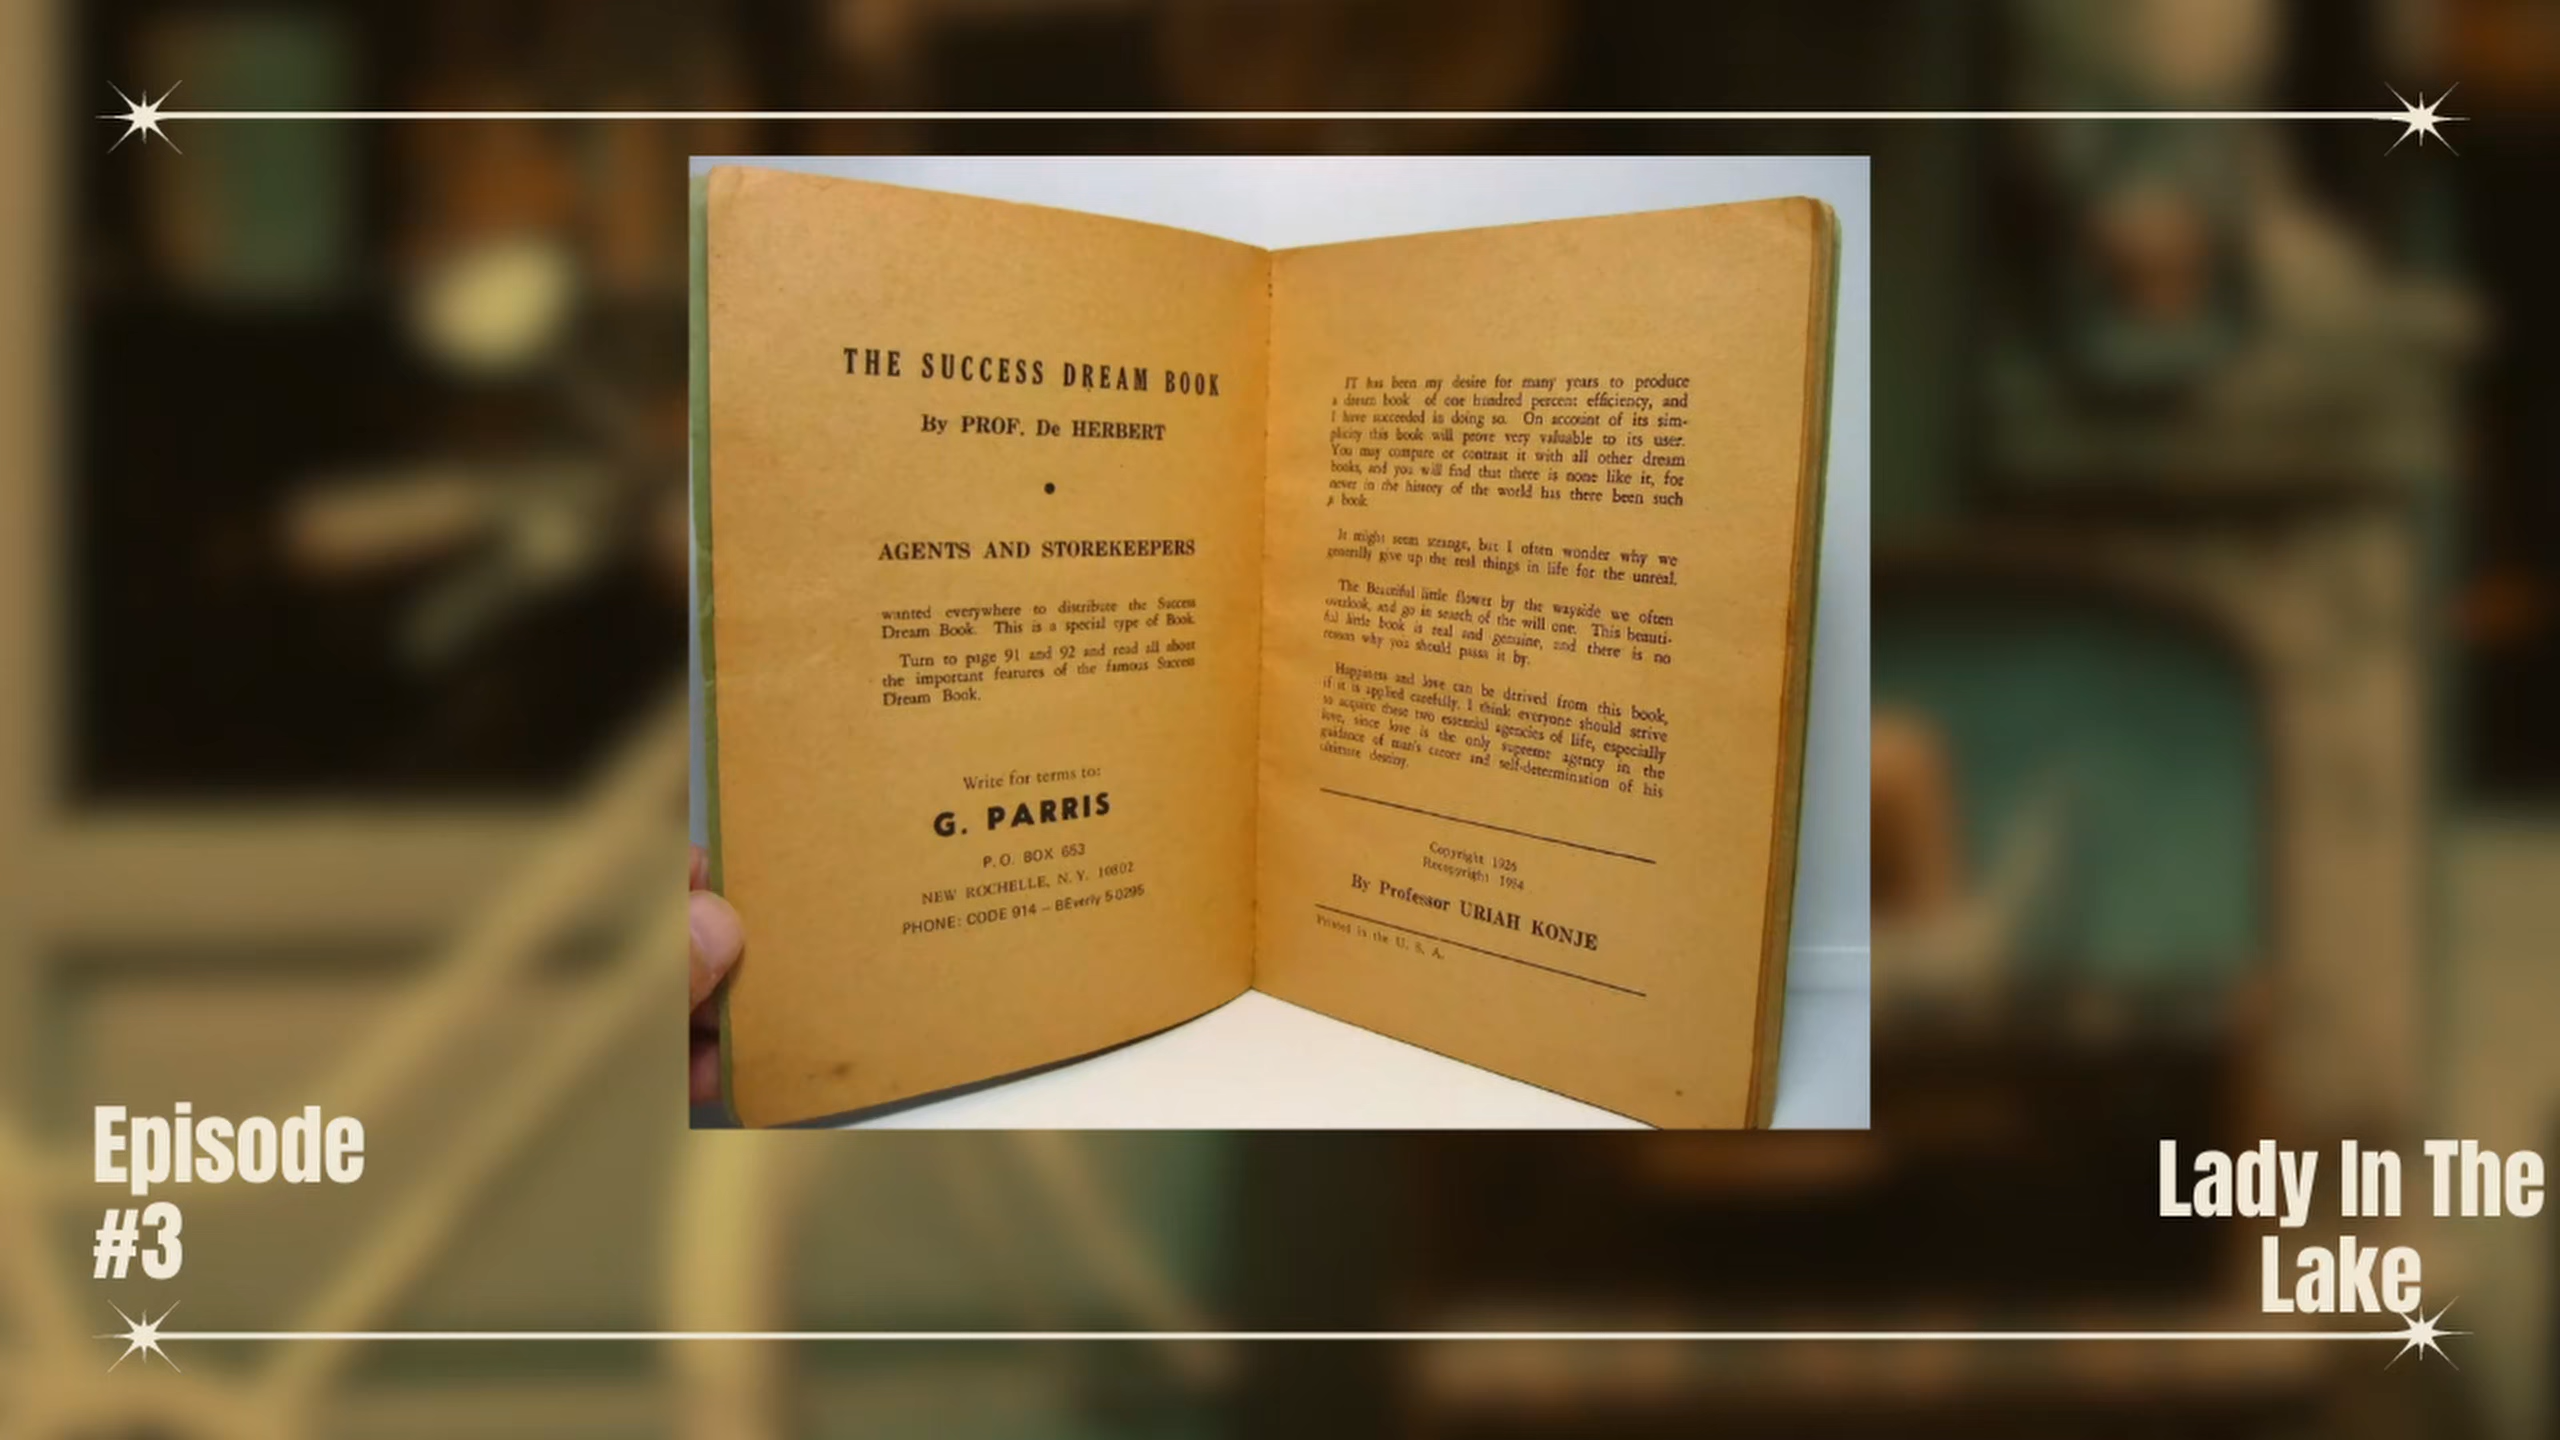 THE SUCCESS DREAM BOOK
By PROF. De HERBERT
•
AGENTS AND STOREKEEPERS
wanted everywhere to distribute the Success
Dream Book. This is a special type of Book.
Turn to page 91 and 92 and read all about
the important features of the famous Success
Dream Book.
Write for terms to:
G. PARRIS
P.O. BOX 653
NEW ROCHELLE, N.Y. 10802
PHONE: CODE 914 – BEverly 5-0295
IT has been my desire for many years to produce
a dream book of one hundred percent efficiency, and
I have succeeded in doing so. On account of its sim-
plicity this book will prove very valuable to its user.
You may compare or contrast it with all other dream
books, and you will find that there is none like it, for
never in the history of the world has there been such
a book.
It might seem strange, but I often wonder why we
generally give up the real things in life for the unreal.
The Beautiful little flower by the wayside we often
overlook, and go in search of the will one. This beauti-
ful little book is real and genuine, and there is no
reason why you should passs it by.
Happiness and love can be derived from this book,
if it is applied carefully. I think everyone should strive
to acquire these two essential agencies of life, especially
love, since love is the only supreme agency in the
guidance of man's career and self-determination of his
ultimate destiny.
Copyright 1926
Recopyright 1954
By Professor URIAH KONJE
Printed in the U. S. A.
Episode
#3
Lady In The
Lake